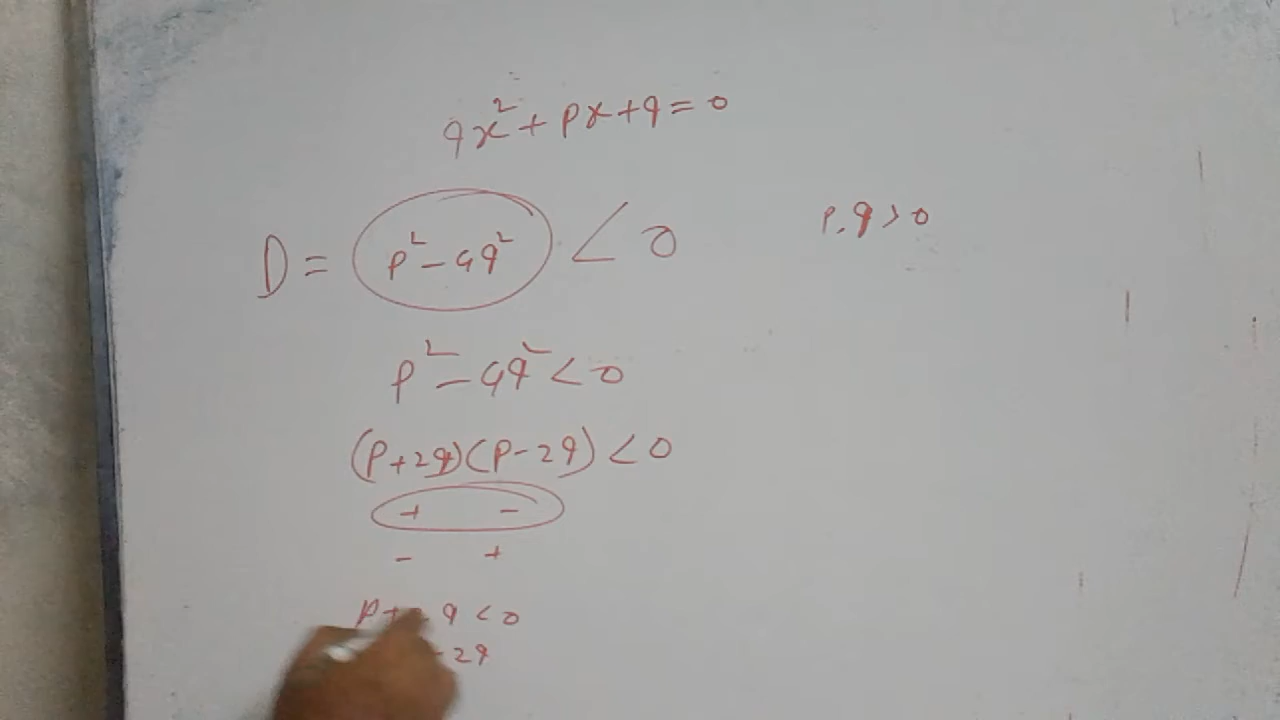 qx² + px + q = 0
D = p² - 4q² < 0
p, q > 0
p² - 4q² < 0
(p+2q)(p-2q) < 0
+ -
- +
p+ q < 0
- 2q